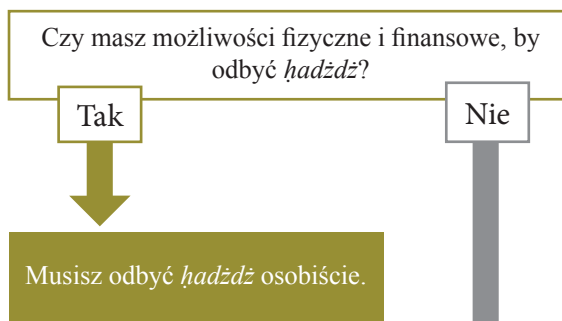 Czy masz możliwości fizyczne i finansowe, by
odbyć ḥadżdż?
Tak
Nie
Musisz odbyć ḥadżdż osobiście.